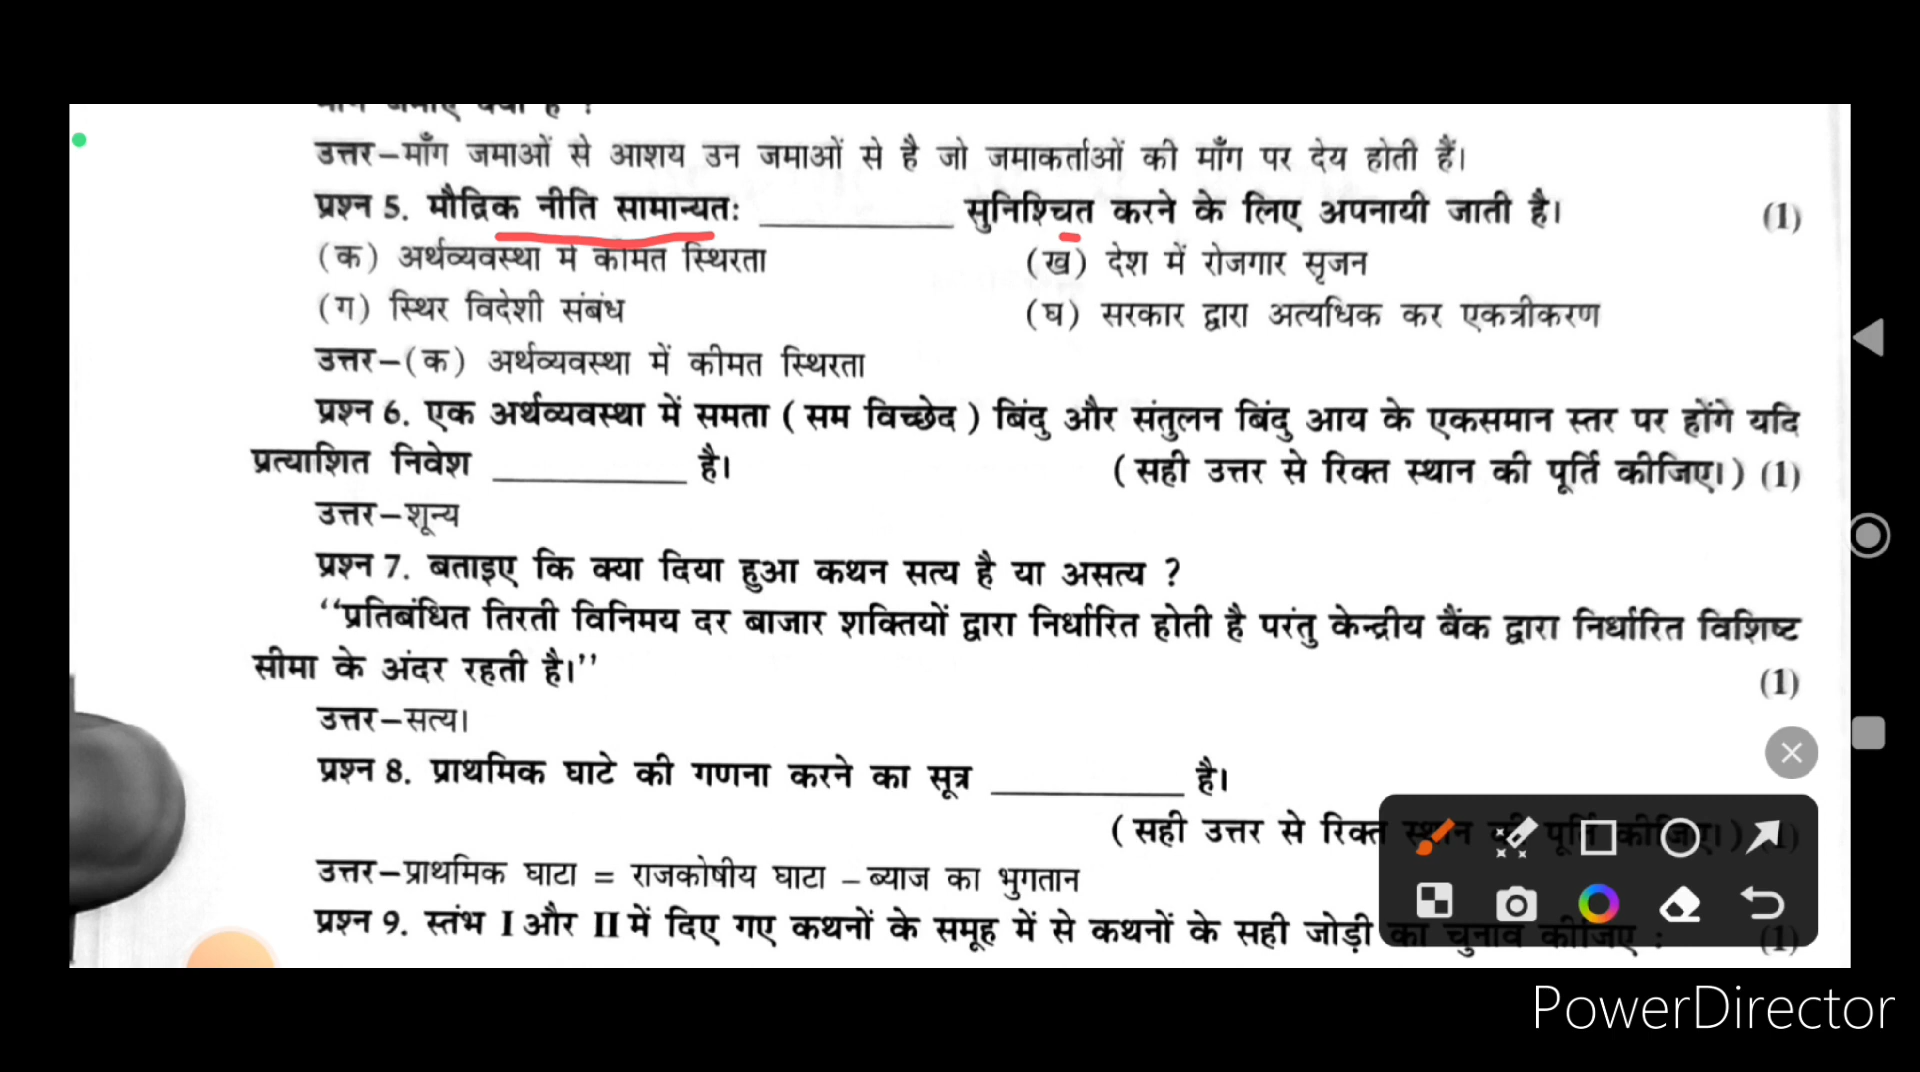 उत्तर–माँग जमाओं से आशय उन जमाओं से है जो जमाकर्ताओं की माँग पर देय होती हैं।
प्रश्न 5. मौद्रिक नीति सामान्यतः __________ सुनिश्चित करने के लिए अपनायी जाती है। (1)
(क) अर्थव्यवस्था में कीमत स्थिरता (ख) देश में रोजगार सृजन
(ग) स्थिर विदेशी संबंध (घ) सरकार द्वारा अत्यधिक कर एकत्रीकरण
उत्तर–(क) अर्थव्यवस्था में कीमत स्थिरता
प्रश्न 6. एक अर्थव्यवस्था में समता (सम विच्छेद) बिंदु और संतुलन बिंदु आय के एकसमान स्तर पर होंगे यदि
प्रत्याशित निवेश __________ है। (सही उत्तर से रिक्त स्थान की पूर्ति कीजिए।) (1)
उत्तर–शून्य
प्रश्न 7. बताइए कि क्या दिया हुआ कथन सत्य है या असत्य ?
‘‘प्रतिबंधित तिरती विनिमय दर बाजार शक्तियों द्वारा निर्धारित होती है परंतु केन्द्रीय बैंक द्वारा निर्धारित विशिष्ट
सीमा के अंदर रहती है।’’ (1)
उत्तर–सत्य।
प्रश्न 8. प्राथमिक घाटे की गणना करने का सूत्र __________ है।
(सही उत्तर से रिक्त स्थान की पूर्ति कीजिए।) (1)
उत्तर–प्राथमिक घाटा = राजकोषीय घाटा – ब्याज का भुगतान
प्रश्न 9. स्तंभ I और II में दिए गए कथनों के समूह में से कथनों के सही जोड़ी का चुनाव कीजिए : (1)
PowerDirector